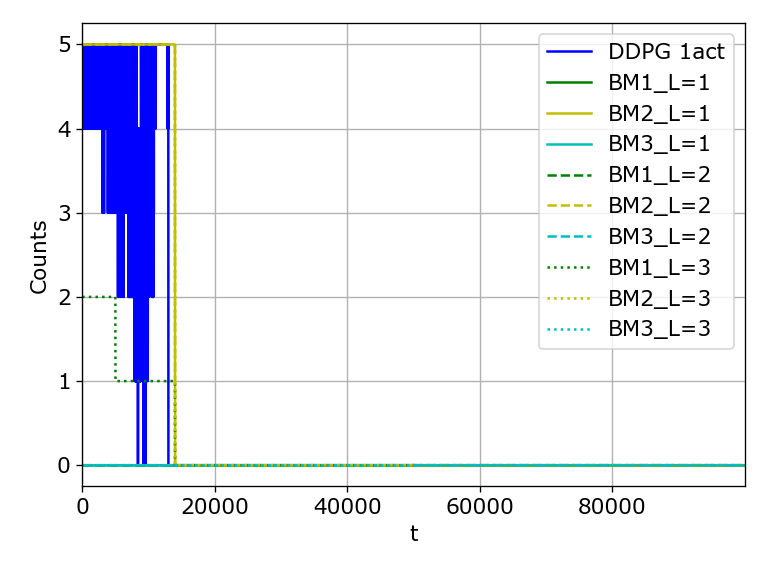 5
4
3
2
1
0
Counts
0 20000 40000 60000 80000
t
DDPG 1act
BM1_L=1
BM2_L=1
BM3_L=1
BM1_L=2
BM2_L=2
BM3_L=2
BM1_L=3
BM2_L=3
BM3_L=3